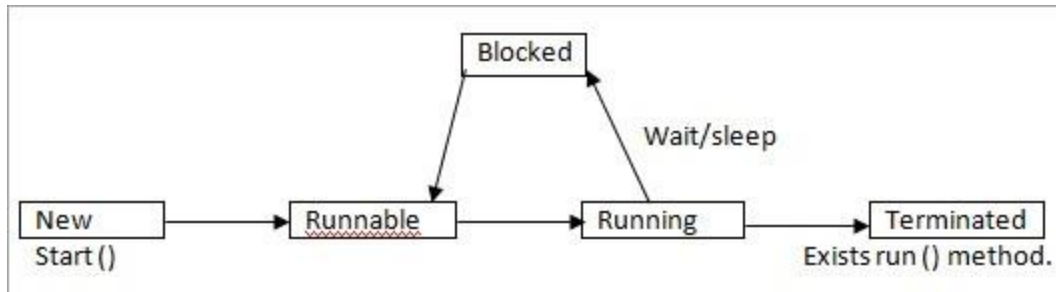 Blocked
Wait/sleep
New
Runnable
Running
Terminated
Start ()
Exists run () method.